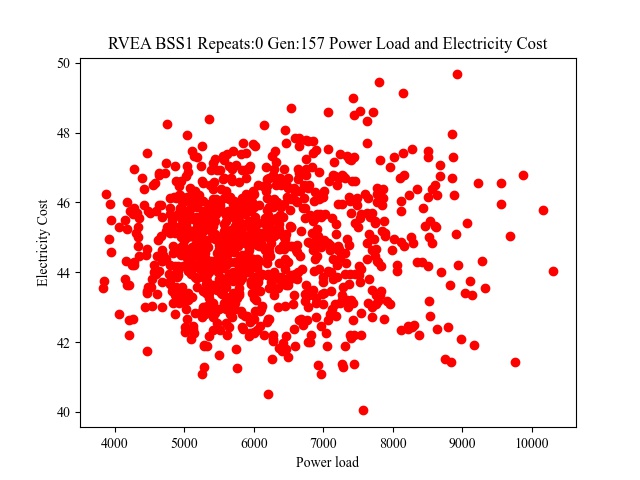 RVEA BSS1 Repeats:0 Gen:157 Power Load and Electricity Cost
50
48
46
44
42
40
Electricity Cost
4000 5000 6000 7000 8000 9000 10000
Power load